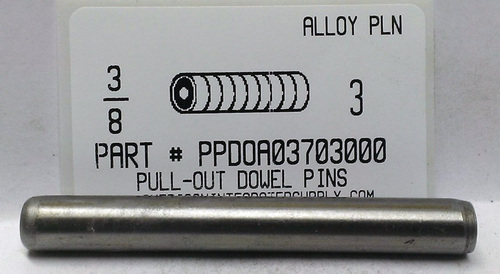 ALLOY PLN
3/8
3
PART # PPDOA03703000
PULL-OUT DOWEL PINS